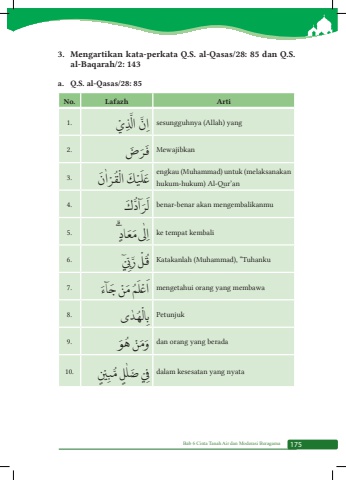 3. Mengartikan kata-perkata Q.S. al-Qasas/28: 85 dan Q.S.
al-Baqarah/2: 143
a. Q.S. al-Qasas/28: 85
No. Lafazh Arti
1. اِنَّ الَّذِيْ sesungguhnya (Allah) yang
2. فَرَضَ Mewajibkan
3. عَلَيْكَ الْقُرْاٰنَ engkau (Muhammad) untuk (melaksanakan
hukum-hukum) Al-Qur'an
4. لَرَاۤدُّكَ benar-benar akan mengembalikanmu
5. اِلٰى مَعَادٍۗ ke tempat kembali
6. قُلْ رَّبِّيْٓ Katakanlah (Muhammad), "Tuhanku
7. اَعْلَمُ مَنْ جَاۤءَ mengetahui orang yang membawa
8. بِالْهُدٰى Petunjuk
9. وَمَنْ هُوَ dan orang yang berada
10. فِيْ ضَلٰلٍ مُّبِيْنٍ dalam kesesatan yang nyata
Bab 6 Cinta Tanah Air dan Moderasi Beragama 175